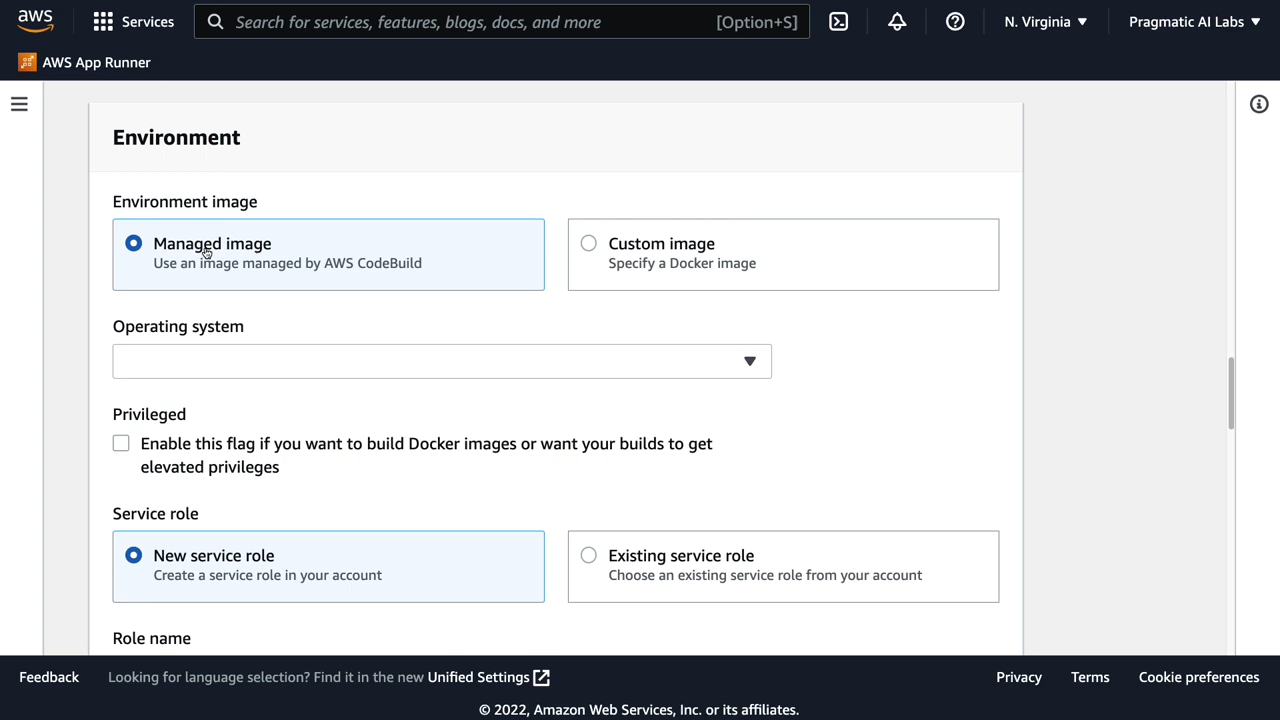 aws
Services
Search for services, features, blogs, docs, and more
[Option+S]
N. Virginia
Pragmatic AI Labs
AWS App Runner
Environment
Environment image
Managed image
Use an image managed by AWS CodeBuild
Custom image
Specify a Docker image
Operating system
Privileged
Enable this flag if you want to build Docker images or want your builds to get
elevated privileges
Service role
New service role
Create a service role in your account
Existing service role
Choose an existing service role from your account
Role name
Feedback
Looking for language selection? Find it in the new Unified Settings
Privacy
Terms
Cookie preferences
© 2022, Amazon Web Services, Inc. or its affiliates.